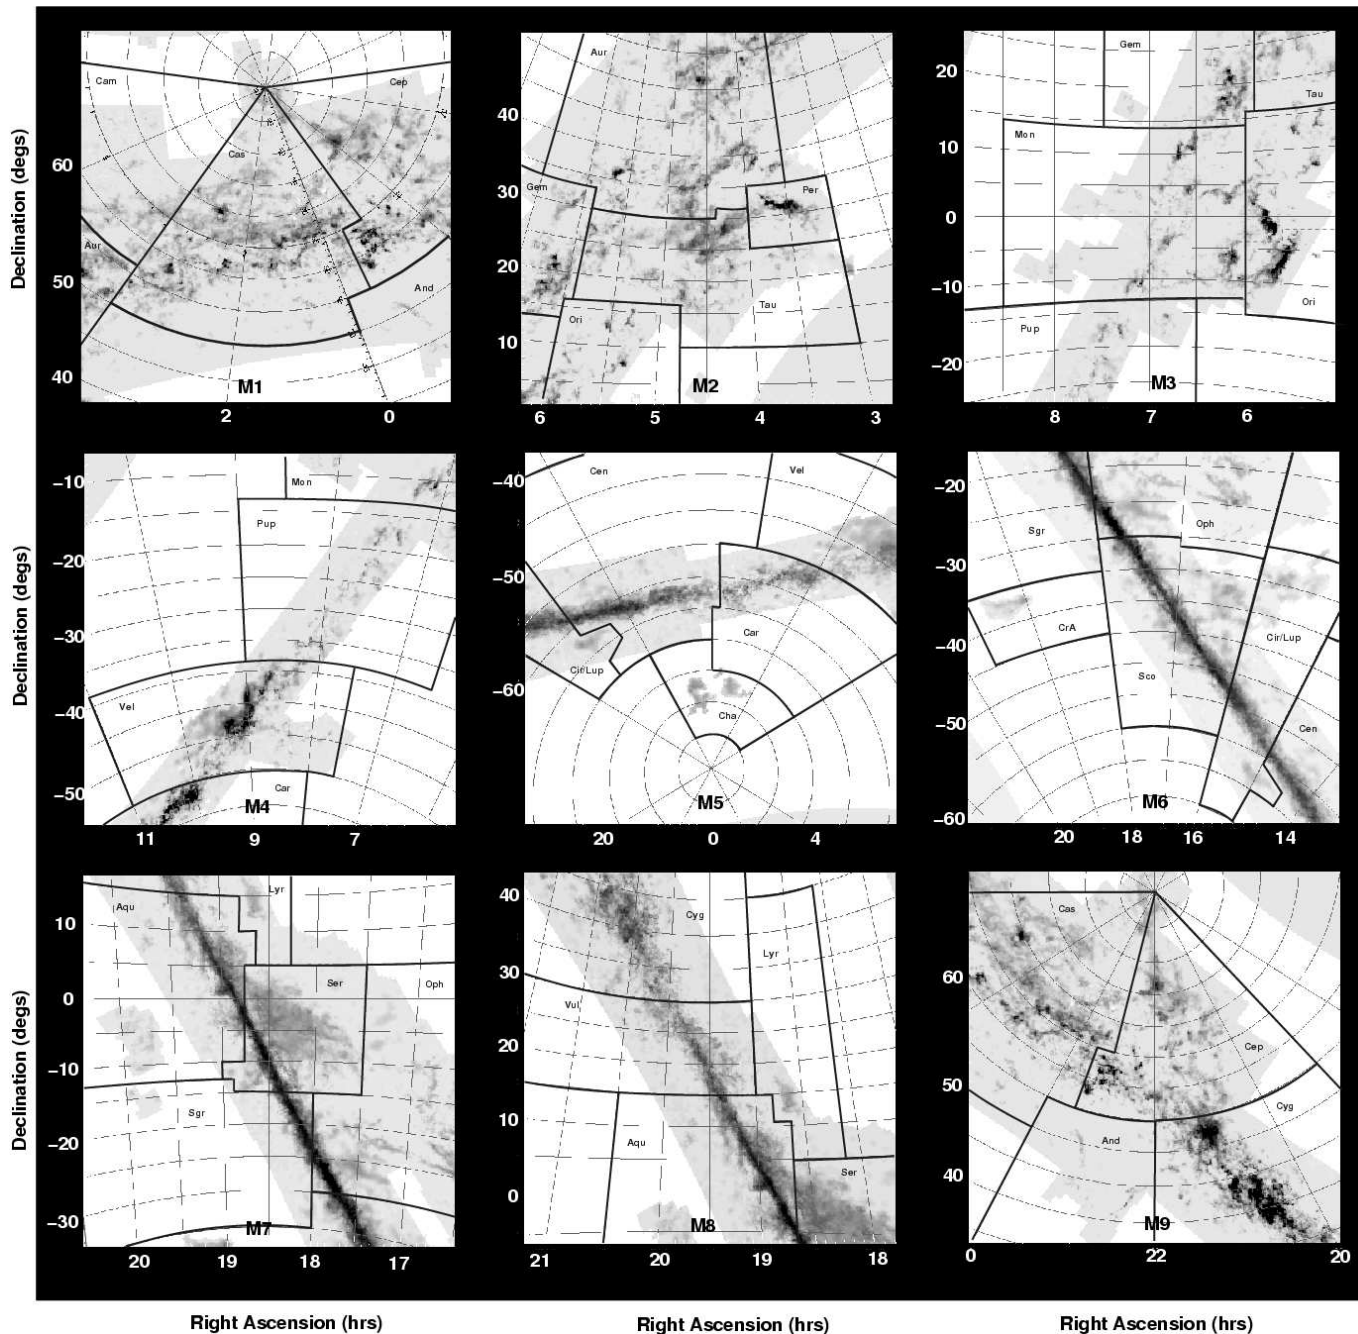 Declination (degs)
60
50
40
Cam
Cep
Cas
Aur
And
M1
2
0
40
30
20
10
Aur
Gem
Per
Tau
Ori
M2
6
5
4
3
20
10
0
−10
−20
Gem
Tau
Mon
Ori
Pup
M3
8
7
6
Declination (degs)
−10
−20
−30
−40
−50
Mon
Pup
Vel
Car
M4
11
9
7
−40
−50
−60
Cen
Vel
Car
Cir/Lup
Cha
M5
20
0
4
−20
−30
−40
−50
−60
Sgr
Oph
CrA
Cir/Lup
Sco
Cen
M6
20
18
16
14
Declination (degs)
10
0
−10
−20
−30
Lyr
Aqu
Ser
Oph
Sgr
M7
20
19
18
17
40
30
20
10
0
Cyg
Lyr
Vul
Aqu
Ser
M8
21
20
19
18
60
50
40
Cas
Cep
Cyg
And
M9
0
22
20
Right Ascension (hrs)
Right Ascension (hrs)
Right Ascension (hrs)